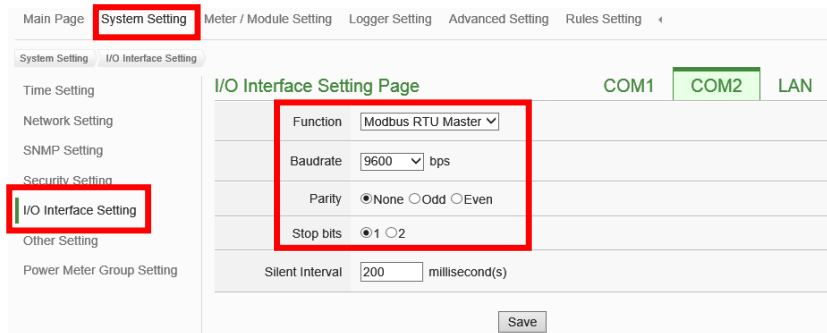 Main Page System Setting Meter / Module Setting Logger Setting Advanced Setting Rules Setting
System Setting I/O Interface Setting
Time Setting
Network Setting
SNMP Setting
Security Setting
I/O Interface Setting
Other Setting
Power Meter Group Setting
I/O Interface Setting Page COM1 COM2 LAN
Function Modbus RTU Master
Baudrate 9600 bps
Parity None Odd Even
Stop bits 1 2
Silent Interval 200 millisecond(s)
Save